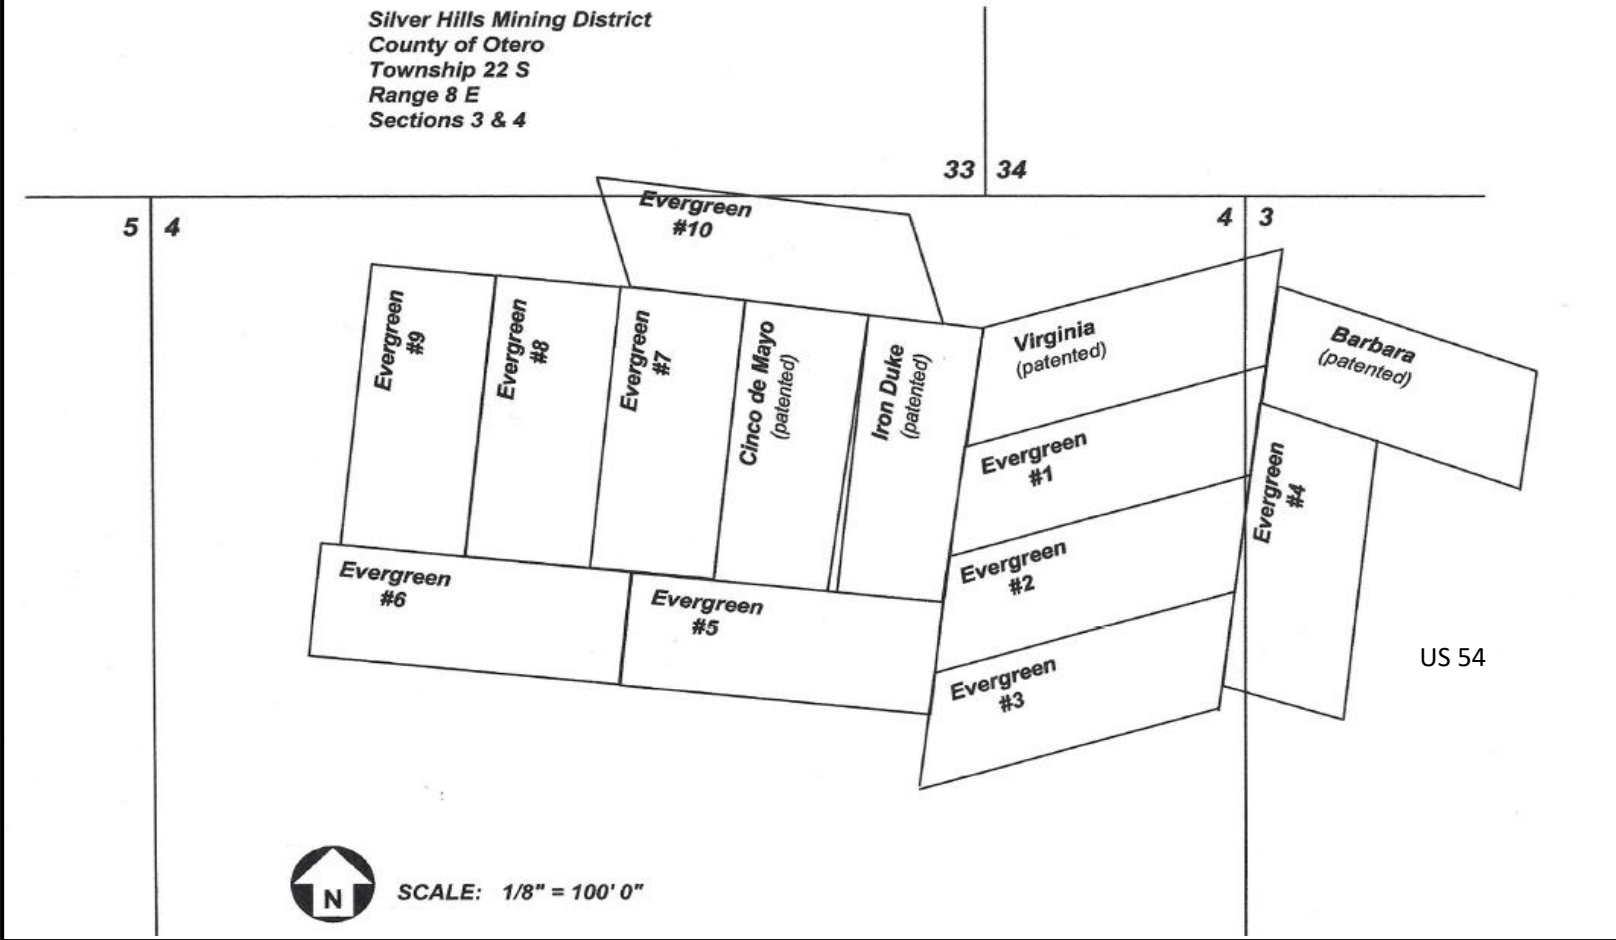 Silver Hills Mining District
County of Otero
Township 22 S
Range 8 E
Sections 3 & 4
33 34
5 4
4 3
Evergreen
#10
Evergreen
#9
Evergreen
#8
Evergreen
#7
Cinco de Mayo
(patented)
Iron Duke
(patented)
Virginia
(patented)
Barbara
(patented)
Evergreen
#1
Evergreen
#4
Evergreen
#2
Evergreen
#6
Evergreen
#5
Evergreen
#3
US 54
N
SCALE: 1/8" = 100' 0"